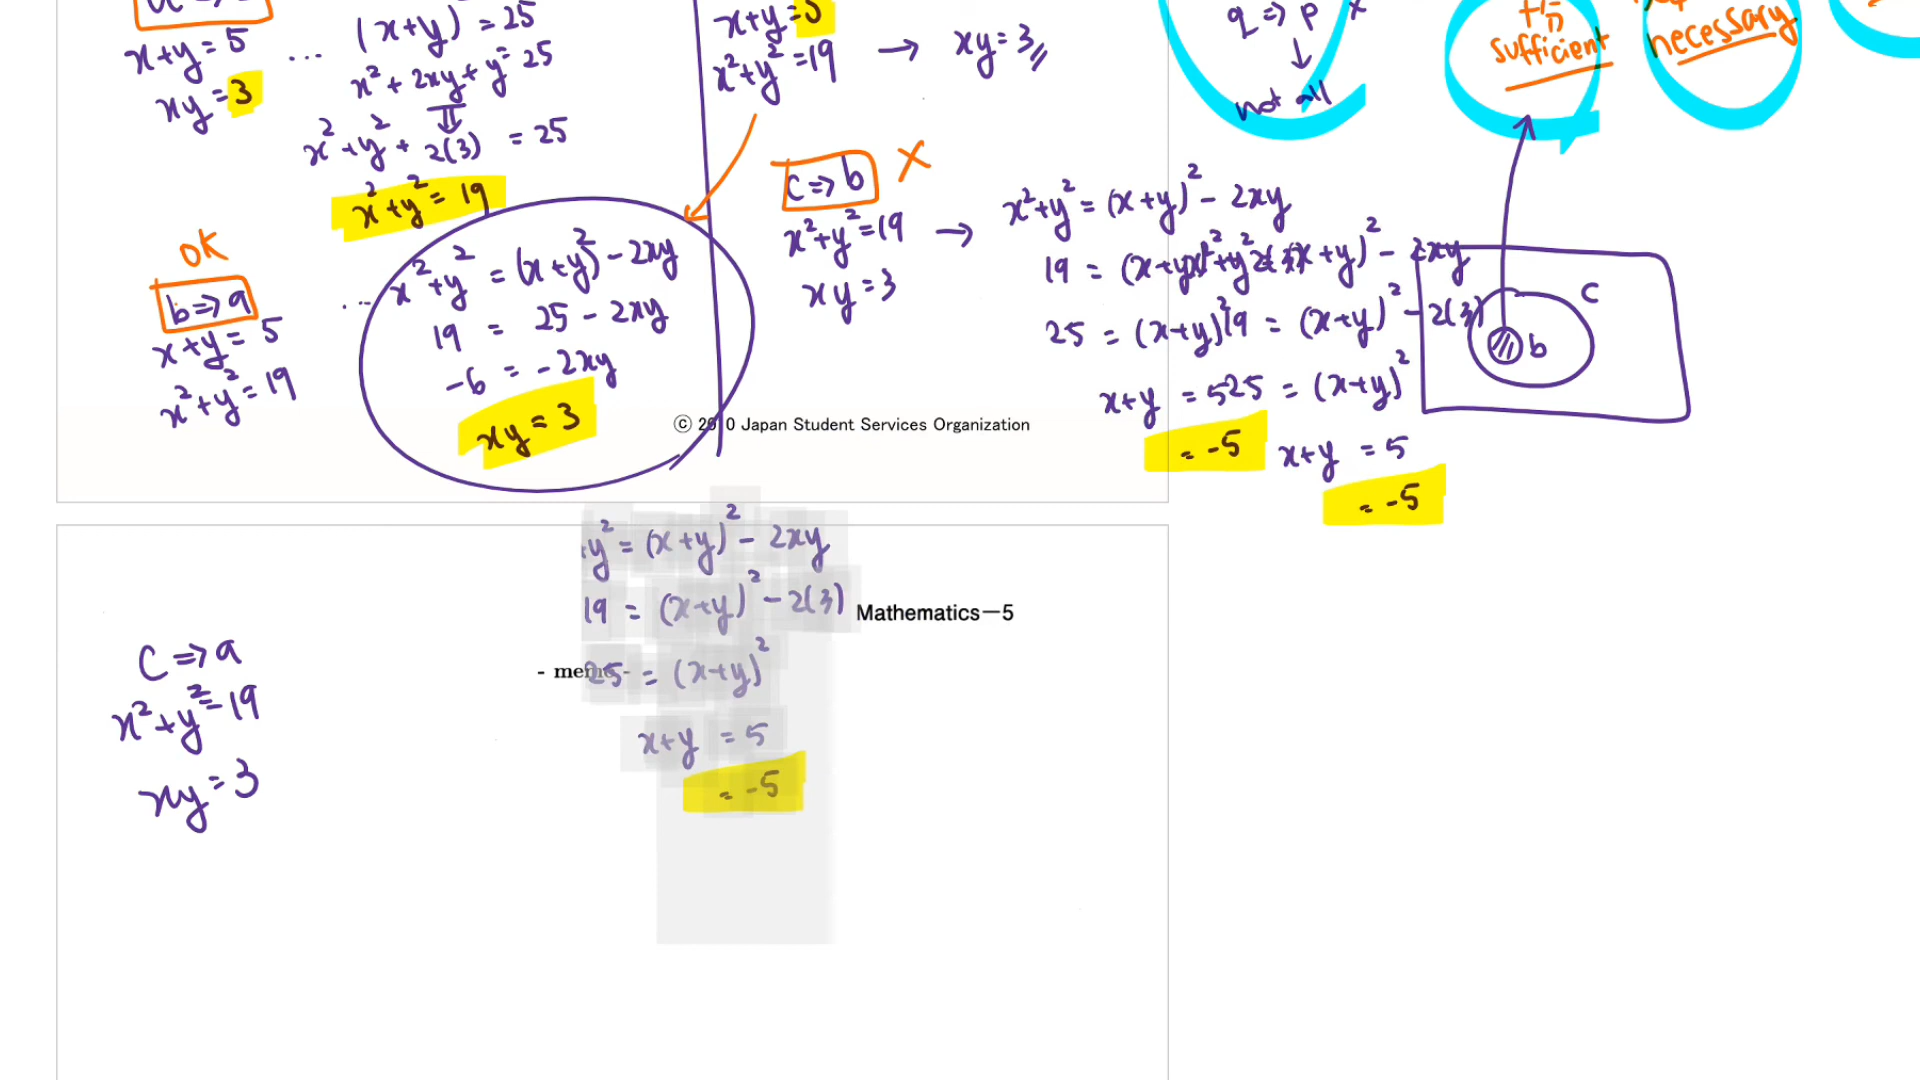 x+y=5
xy=3
...
(x+y)²=25
x²+2xy+y²=25
x²+y²+2(3) = 25
x²+y²=19
x+y=5
x²+y²=19 → xy=3
q⇒p x
↓
not all
sufficient
necessary
ok
b⇒a
x+y=5
x²+y²=19
...
x²+y²=(x+y)²-2xy
19 = 25-2xy
-6 = -2xy
xy=3
c⇒b X
x²+y²=19 →
xy=3
x²+y²=(x+y)²-2xy
25 = (x+y)²
19 = (x+y)²-2(3)
x+y = 5
25 = (x+y)²
= -5
x+y = 5
= -5
c
b
© 2010 Japan Student Services Organization
y²=(x+y)²-2xy
19 = (x+y)²-2(3)
Mathematics—5
- memo -
25 = (x+y)²
x+y = 5
= -5
c⇒a
x²+y²=19
xy=3